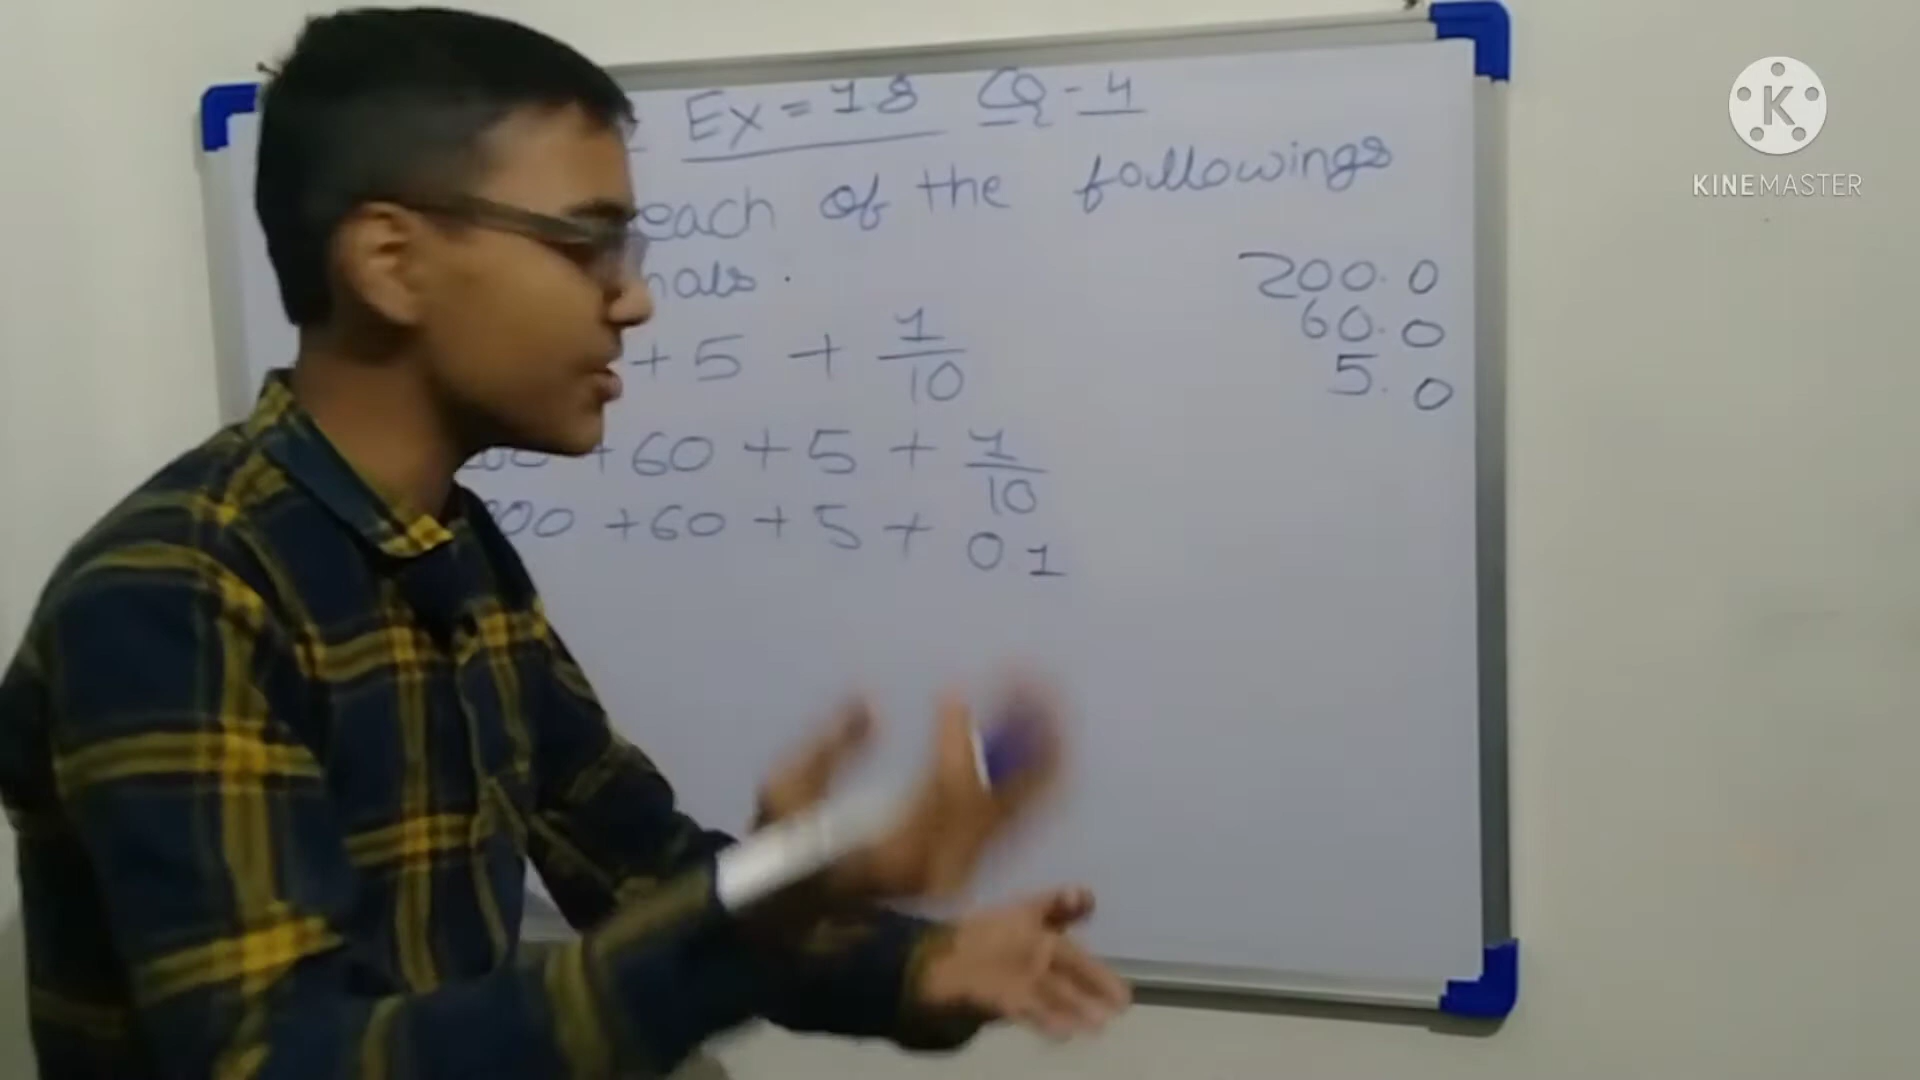 Ex = 18 Q - 4
each of the followings
+ 5 + 1/10
+ 60 + 5 + 1/10
200 + 60 + 5 + 0.1
200.0
60.0
5.0
K
KINEMASTER